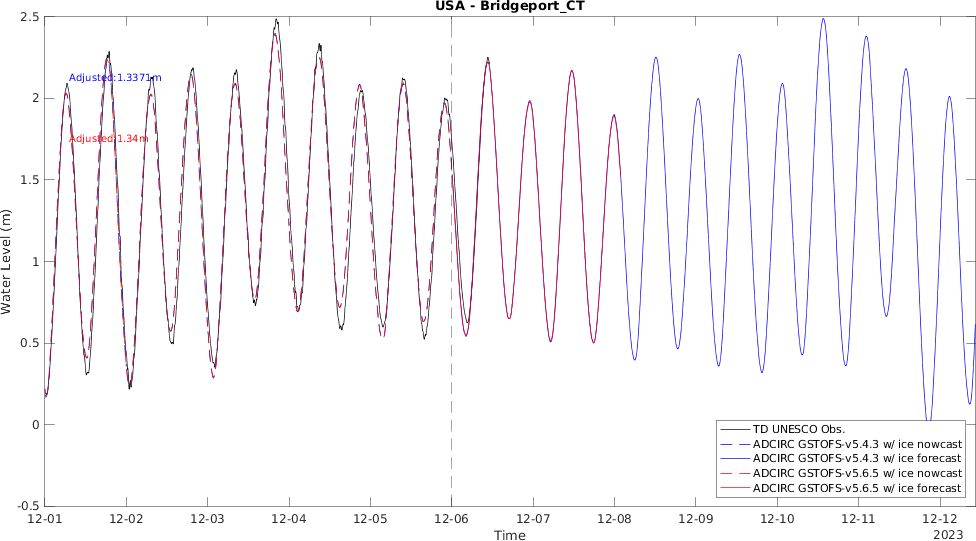 USA - Bridgeport_CT
2.5
2
1.5
1
0.5
0
-0.5
Water Level (m)
Adjusted:1.3371m
Adjusted:1.34m
TD UNESCO Obs.
ADCIRC GSTOFS-v5.4.3 w/ ice nowcast
ADCIRC GSTOFS-v5.4.3 w/ ice forecast
ADCIRC GSTOFS-v5.6.5 w/ ice nowcast
ADCIRC GSTOFS-v5.6.5 w/ ice forecast
12-01 12-02 12-03 12-04 12-05 12-06 12-07 12-08 12-09 12-10 12-11 12-12
Time 2023